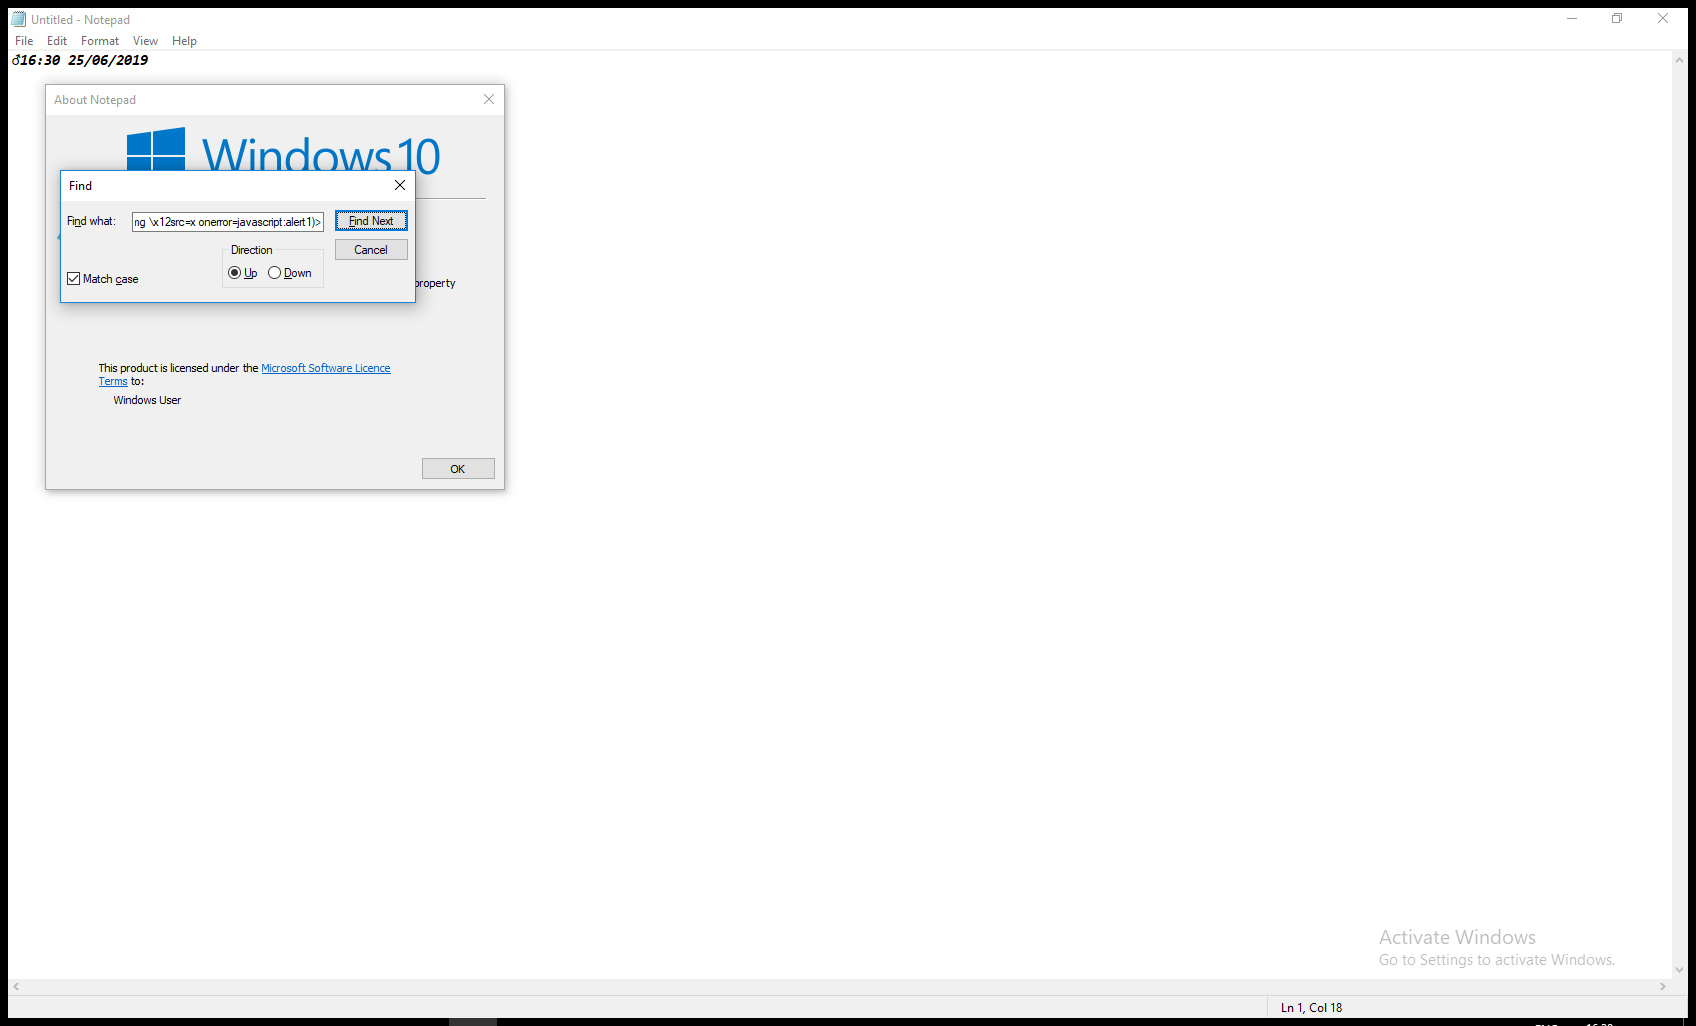 Untitled - Notepad
File Edit Format View Help
♂16:30 25/06/2019
About Notepad
Windows 10
Find
Find what: ng \x12src=x onerror=javascript:alert1)> Find Next
Direction Cancel
Up Down
Match case
property
This product is licensed under the Microsoft Software Licence
Terms to:
Windows User
OK
Activate Windows
Go to Settings to activate Windows.
Ln 1, Col 18